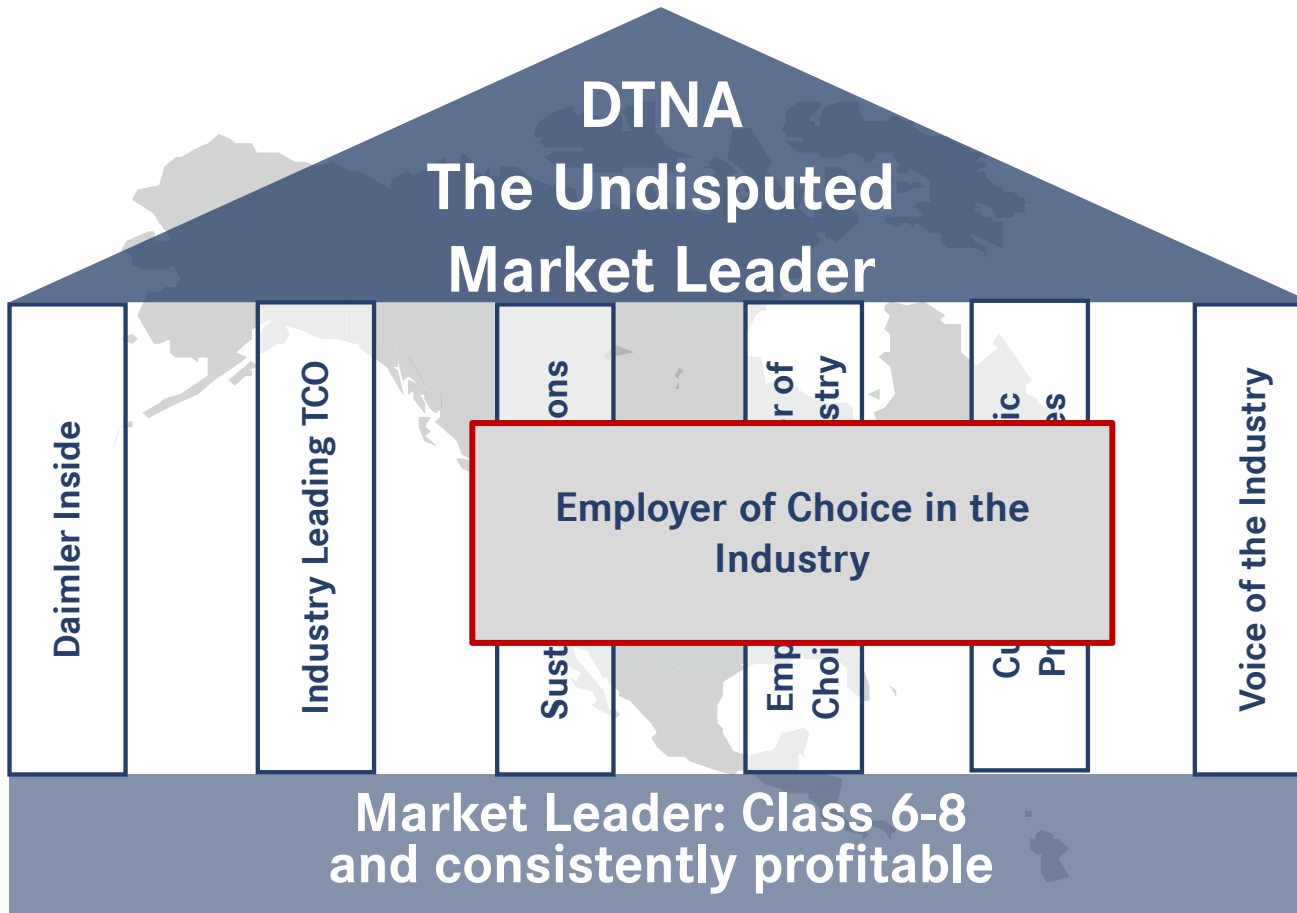 DTNA
The Undisputed
Market Leader
Daimler Inside
Industry Leading TCO
Employer of Choice in the
Industry
Voice of the Industry
Market Leader: Class 6-8
and consistently profitable